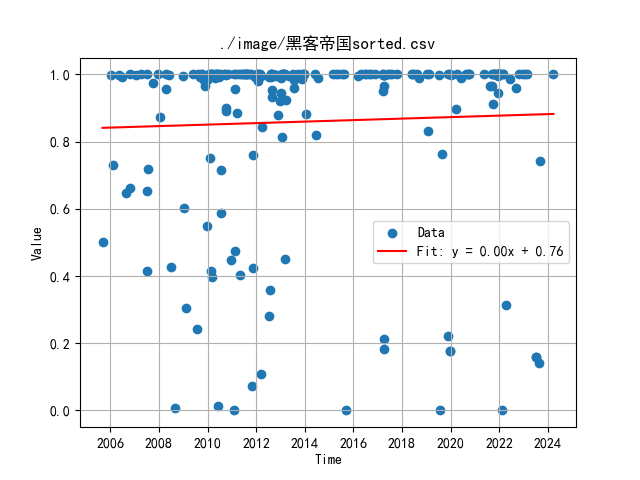 ./image/黑客帝国sorted.csv
1.0
0.8
0.6
0.4
0.2
0.0
Value
Data
Fit: y = 0.00x + 0.76
2006 2008 2010 2012 2014 2016 2018 2020 2022 2024
Time